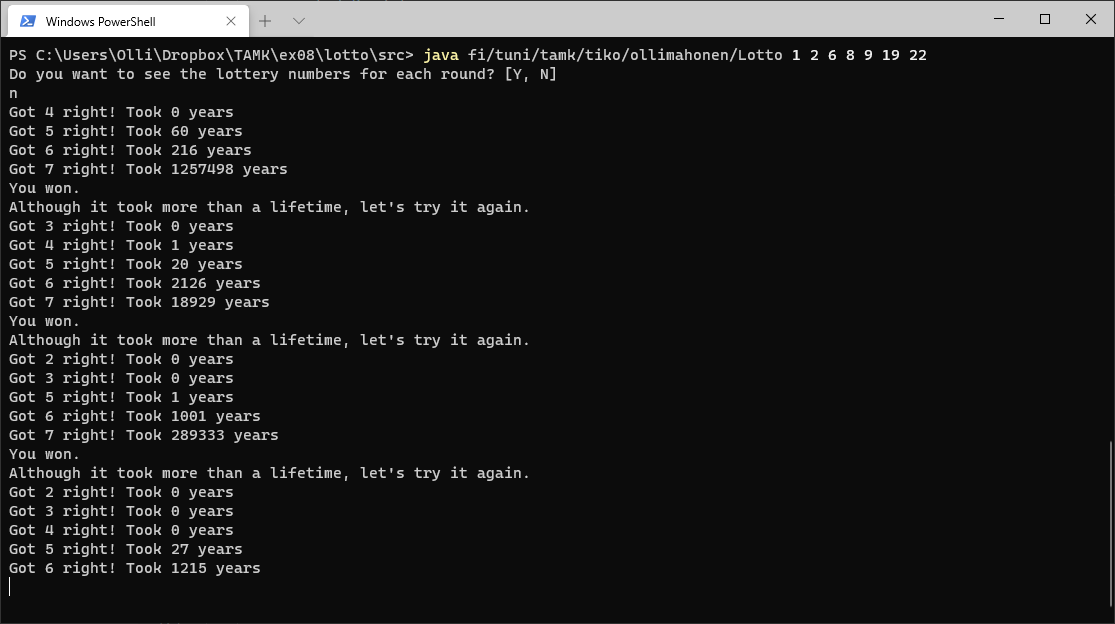 Windows PowerShell
PS C:\Users\Olli\Dropbox\TAMK\ex08\lotto\src> java fi/tuni/tamk/tiko/ollimahonen/Lotto 1 2 6 8 9 19 22
Do you want to see the lottery numbers for each round? [Y, N]
n
Got 4 right! Took 0 years
Got 5 right! Took 60 years
Got 6 right! Took 216 years
Got 7 right! Took 1257498 years
You won.
Although it took more than a lifetime, let's try it again.
Got 3 right! Took 0 years
Got 4 right! Took 1 years
Got 5 right! Took 20 years
Got 6 right! Took 2126 years
Got 7 right! Took 18929 years
You won.
Although it took more than a lifetime, let's try it again.
Got 2 right! Took 0 years
Got 3 right! Took 0 years
Got 5 right! Took 1 years
Got 6 right! Took 1001 years
Got 7 right! Took 289333 years
You won.
Although it took more than a lifetime, let's try it again.
Got 2 right! Took 0 years
Got 3 right! Took 0 years
Got 4 right! Took 0 years
Got 5 right! Took 27 years
Got 6 right! Took 1215 years